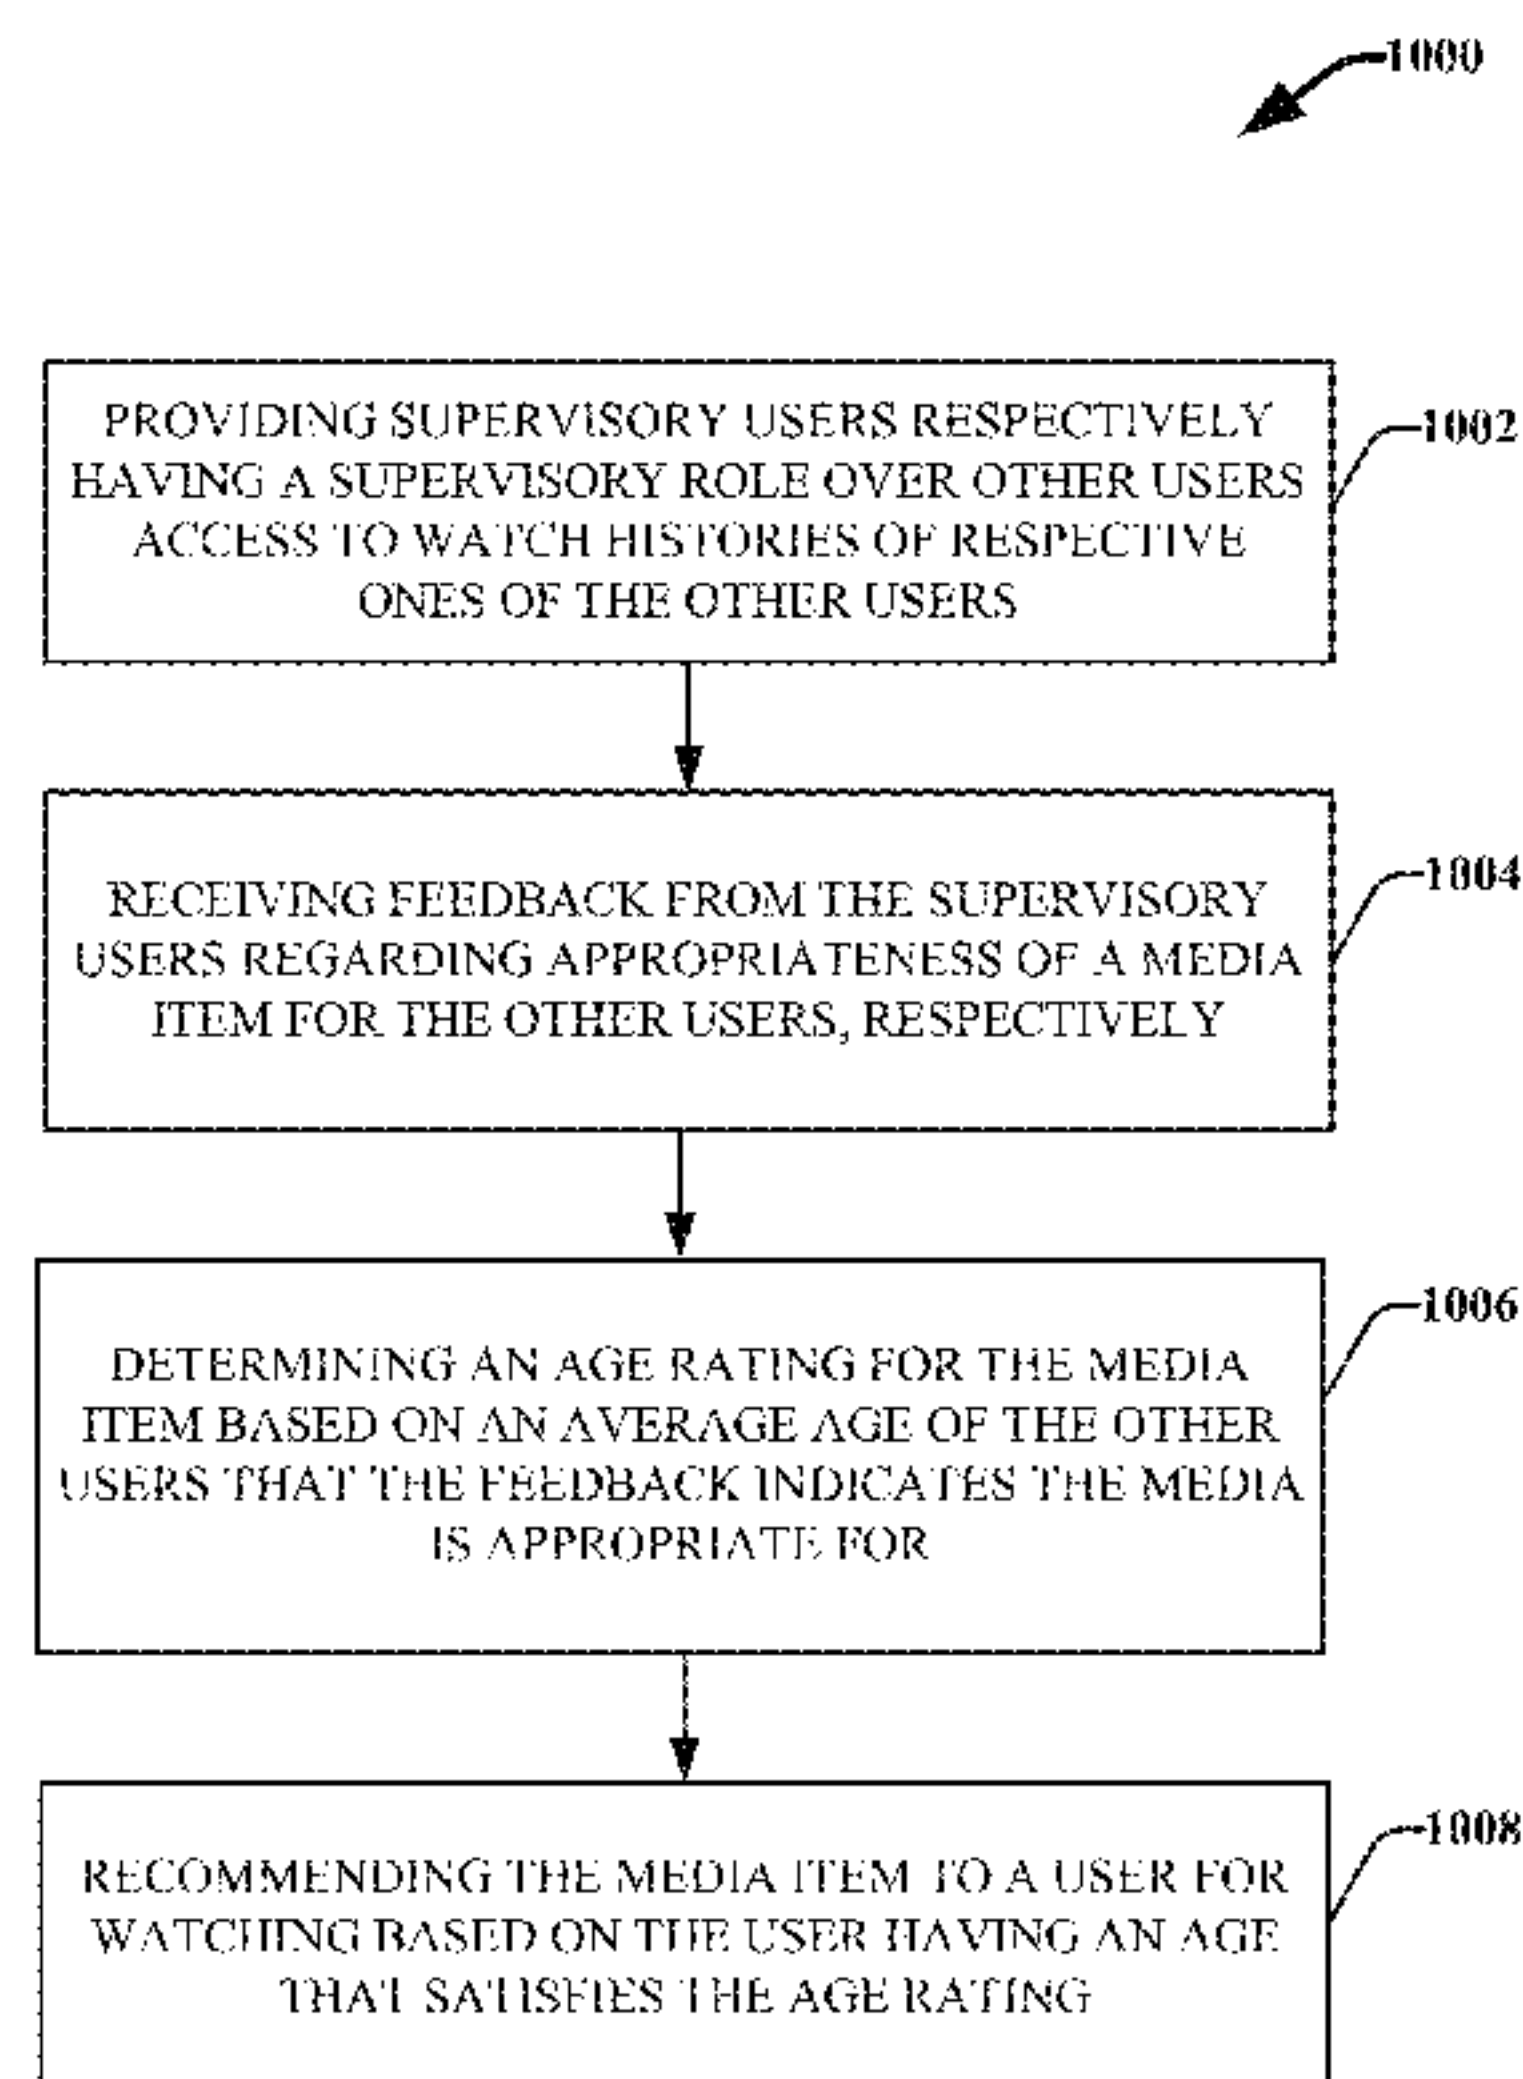 1000
PROVIDING SUPERVISORY USERS RESPECTIVELY
HAVING A SUPERVISORY ROLE OVER OTHER USERS
ACCESS TO WATCH HISTORIES OF RESPECTIVE
ONES OF THE OTHER USERS
1002
RECEIVING FEEDBACK FROM THE SUPERVISORY
USERS REGARDING APPROPRIATENESS OF A MEDIA
ITEM FOR THE OTHER USERS, RESPECTIVELY
1004
DETERMINING AN AGE RATING FOR THE MEDIA
ITEM BASED ON AN AVERAGE AGE OF THE OTHER
USERS THAT THE FEEDBACK INDICATES THE MEDIA
IS APPROPRIATE FOR
1006
RECOMMENDING THE MEDIA ITEM TO A USER FOR
WATCHING BASED ON THE USER HAVING AN AGE
THAT SATISFIES THE AGE RATING
1008